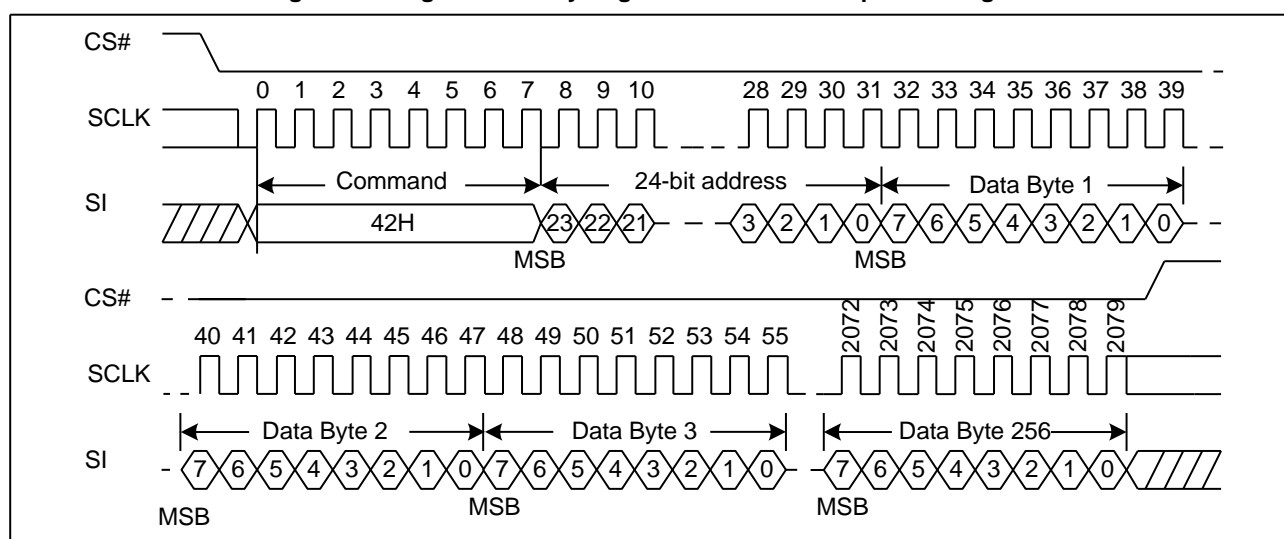 CS#
0 1 2 3 4 5 6 7 8 9 10 28 29 30 31 32 33 34 35 36 37 38 39
SCLK
Command 24-bit address Data Byte 1
SI
42H 23 22 21 3 2 1 0 7 6 5 4 3 2 1 0
MSB MSB
CS#
40 41 42 43 44 45 46 47 48 49 50 51 52 53 54 55 2072 2073 2074 2075 2076 2077 2078 2079
SCLK
Data Byte 2 Data Byte 3 Data Byte 256
SI
7 6 5 4 3 2 1 0 7 6 5 4 3 2 1 0 7 6 5 4 3 2 1 0
MSB MSB MSB